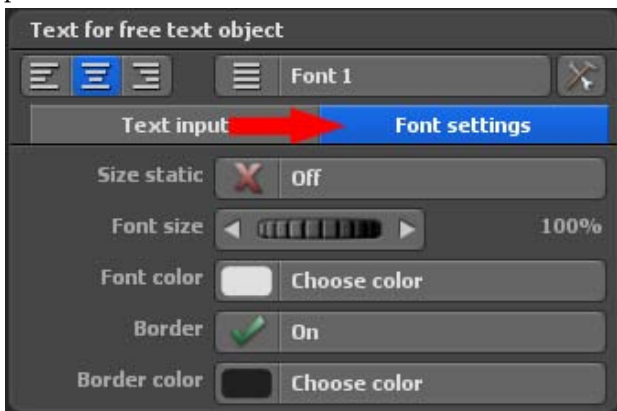 Text for free text object
Font 1
Text input Font settings
Size static Off
Font size 100%
Font color Choose color
Border On
Border color Choose color